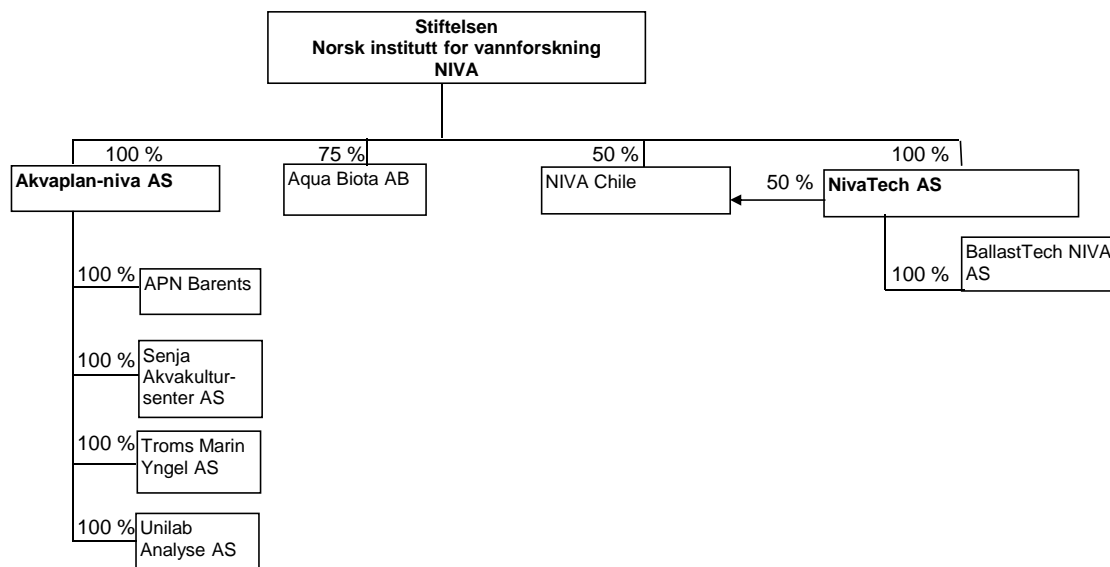 Stiftelsen
Norsk institutt for vannforskning
NIVA
100 %
75 %
50 %
100 %
Akvaplan-niva AS
Aqua Biota AB
NIVA Chile
50 %
NivaTech AS
100 %
APN Barents
100 %
BallastTech NIVA
AS
100 %
Senja
Akvakultur-
senter AS
100 %
Troms Marin
Yngel AS
100 %
Unilab
Analyse AS